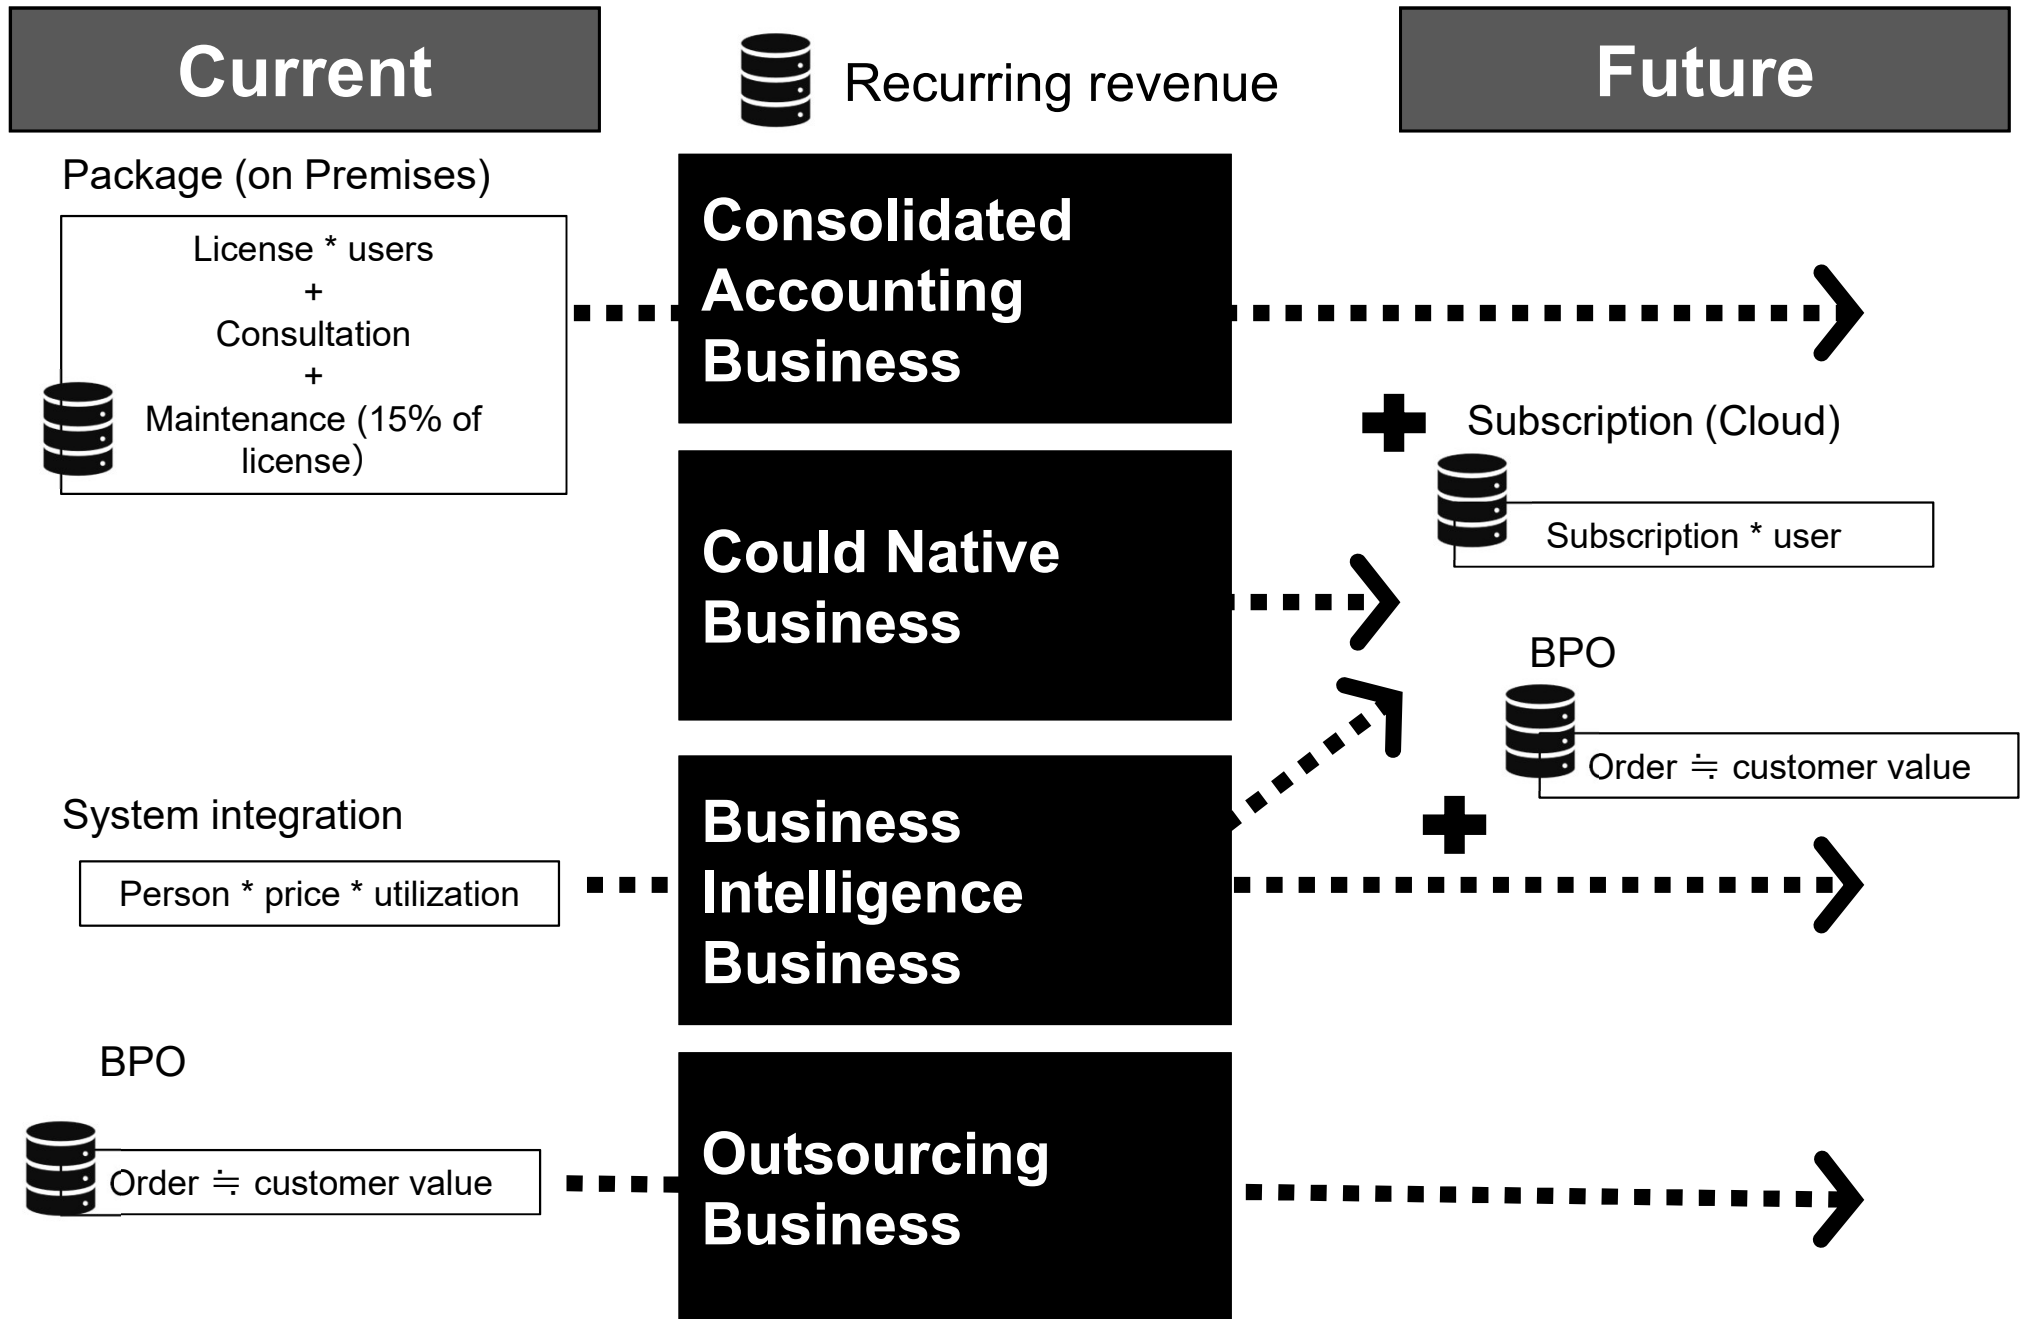 Current
Recurring revenue
Future
Package (on Premises)
License * users
+
Consultation
+
Maintenance (15% of
license）
Consolidated
Accounting
Business
Subscription (Cloud)
Subscription * user
Could Native
Business
BPO
Order ≒ customer value
System integration
Person * price * utilization
Business
Intelligence
Business
BPO
Order ≒ customer value
Outsourcing
Business